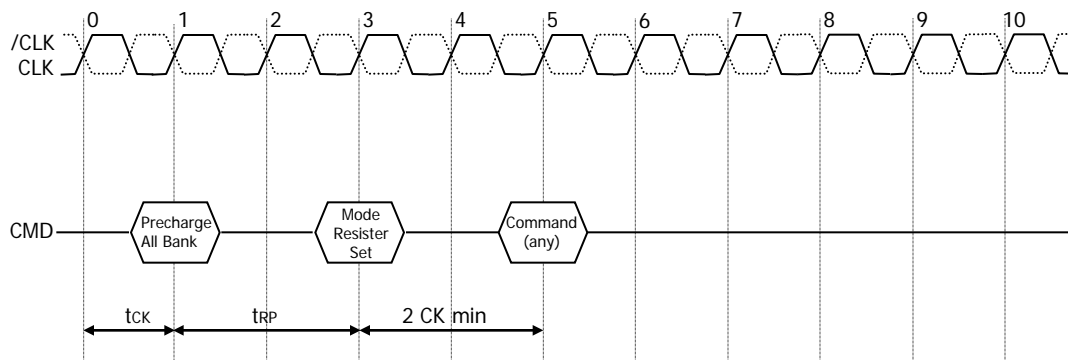 0 1 2 3 4 5 6 7 8 9 10
/CLK
CLK
CMD
Precharge
All Bank
Mode
Resister
Set
Command
(any)
tCK
tRP
2 CK min